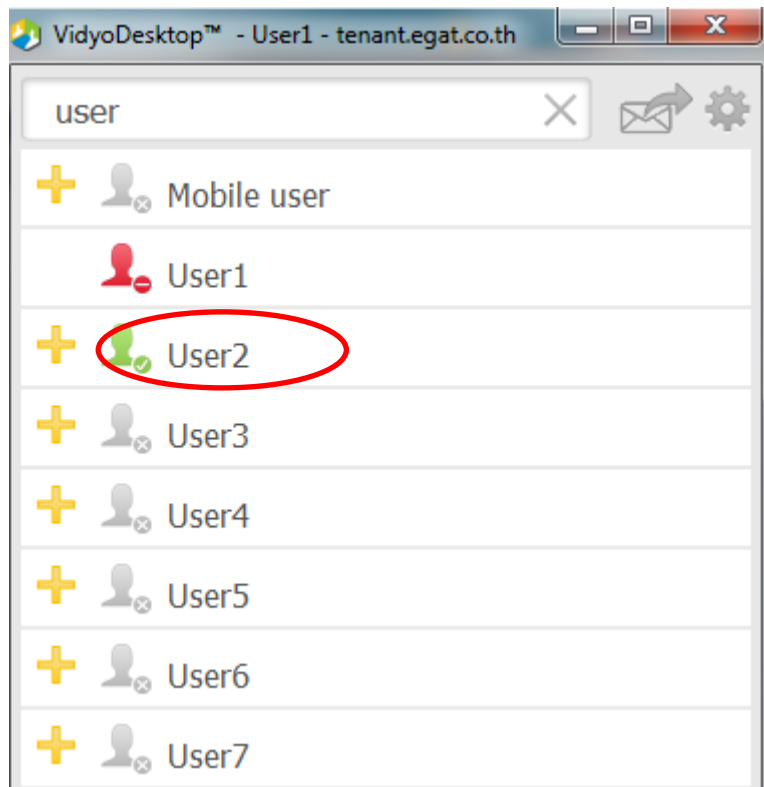 VidyoDesktop™ - User1 - tenant.egat.co.th
user
Mobile user
User1
User2
User3
User4
User5
User6
User7